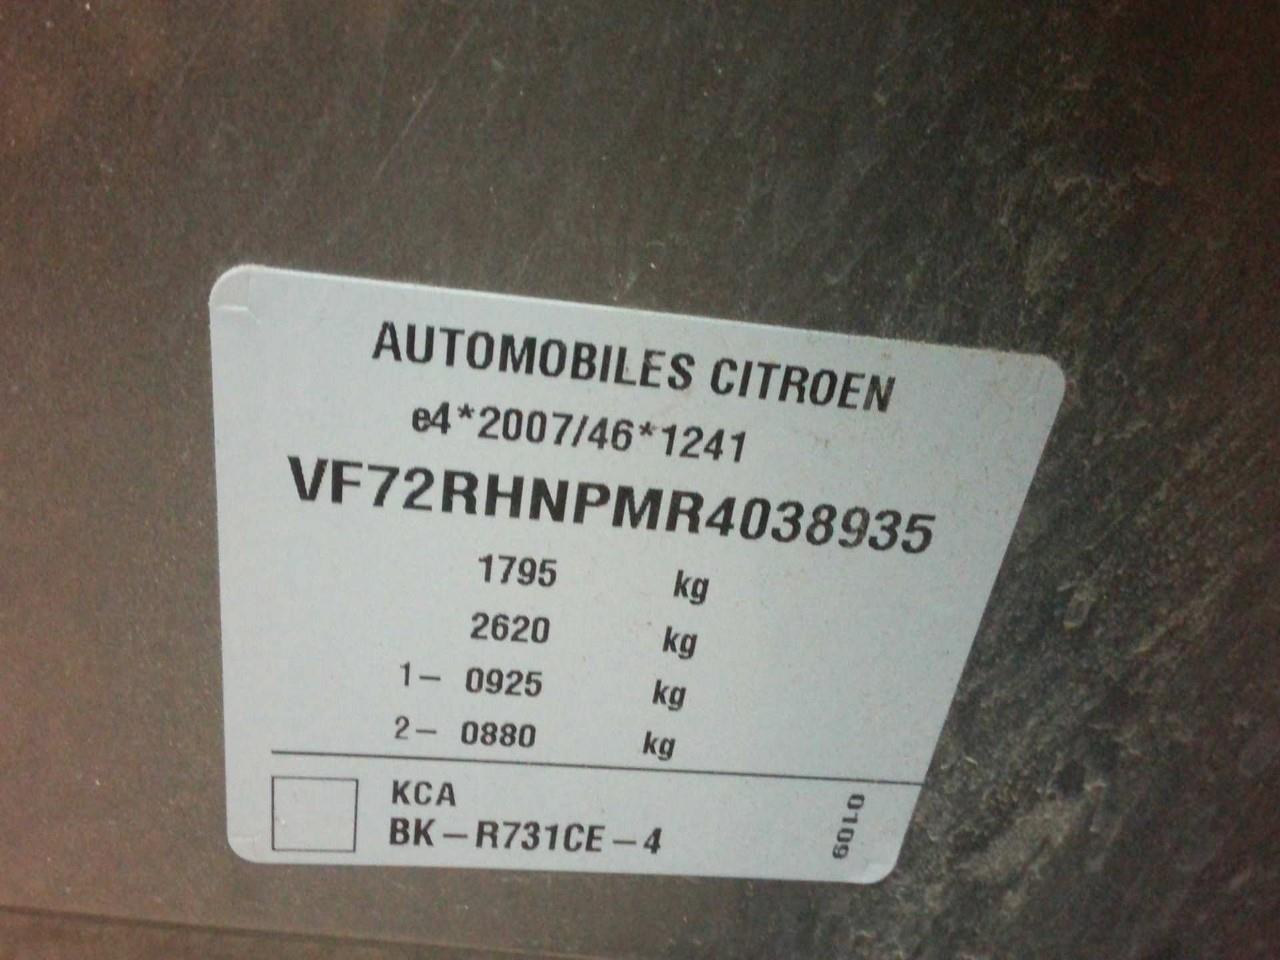 AUTOMOBILES CITROEN
e4*2007/46*1241
VF72RHNPMR4038935
1795 kg
2620 kg
1- 0925 kg
2- 0880 kg
KCA
BK-R731CE-4
0109